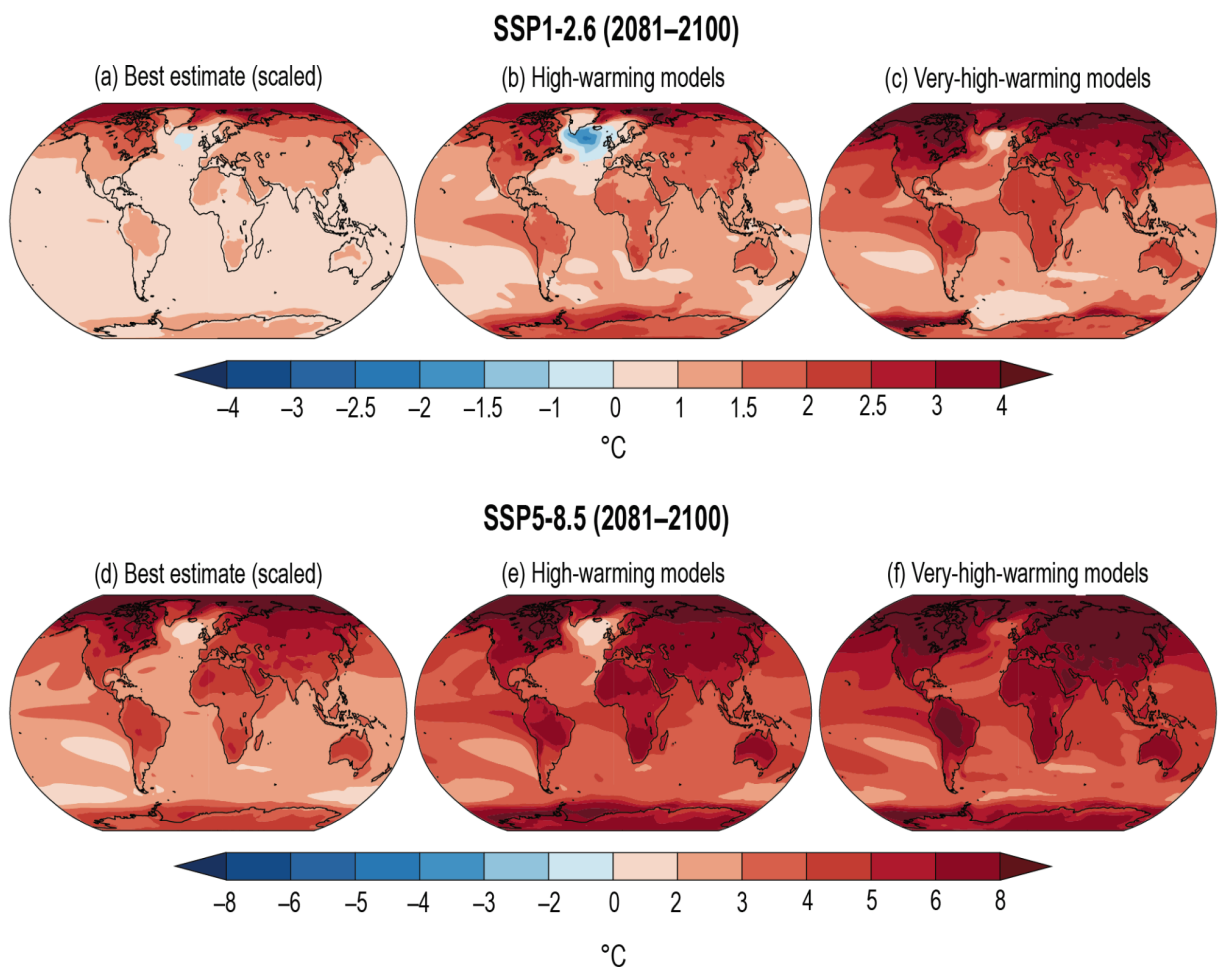 SSP1-2.6 (2081–2100)
(a) Best estimate (scaled) (b) High-warming models (c) Very-high-warming models
–4 –3 –2.5 –2 –1.5 –1 0 1 1.5 2 2.5 3 4
°C
SSP5-8.5 (2081–2100)
(d) Best estimate (scaled) (e) High-warming models (f) Very-high-warming models
–8 –6 –5 –4 –3 –2 0 2 3 4 5 6 8
°C